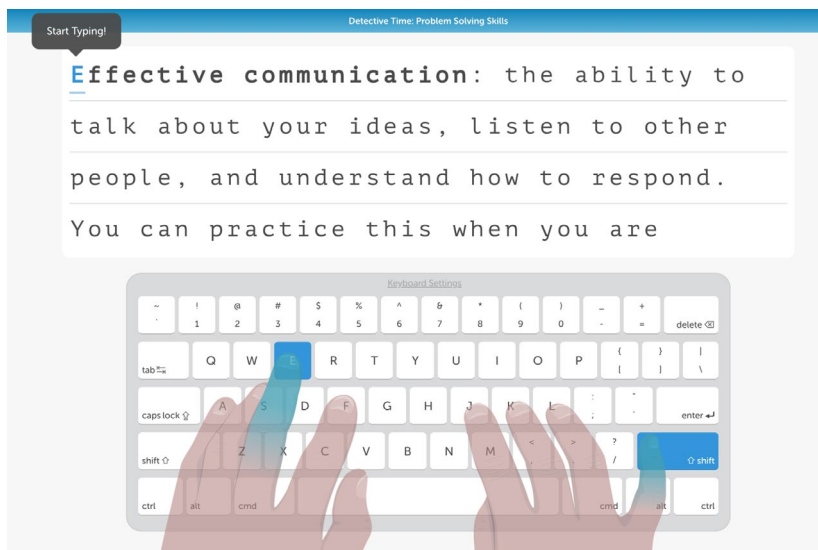 Detective Time: Problem Solving Skills
Start Typing!
Effective communication: the ability to
talk about your ideas, listen to other
people, and understand how to respond.
You can practice this when you are
Keyboard Settings
~ ! @ # $ % ^ & * ( ) _ +
` 1 2 3 4 5 6 7 8 9 0 - = delete
tab Q W E R T Y U I O P { } |
[ ] \
caps lock A S D F G H J K L : "
; ' enter
shift Z X C V B N M < > ?
, . / shift
ctrl alt cmd cmd alt ctrl